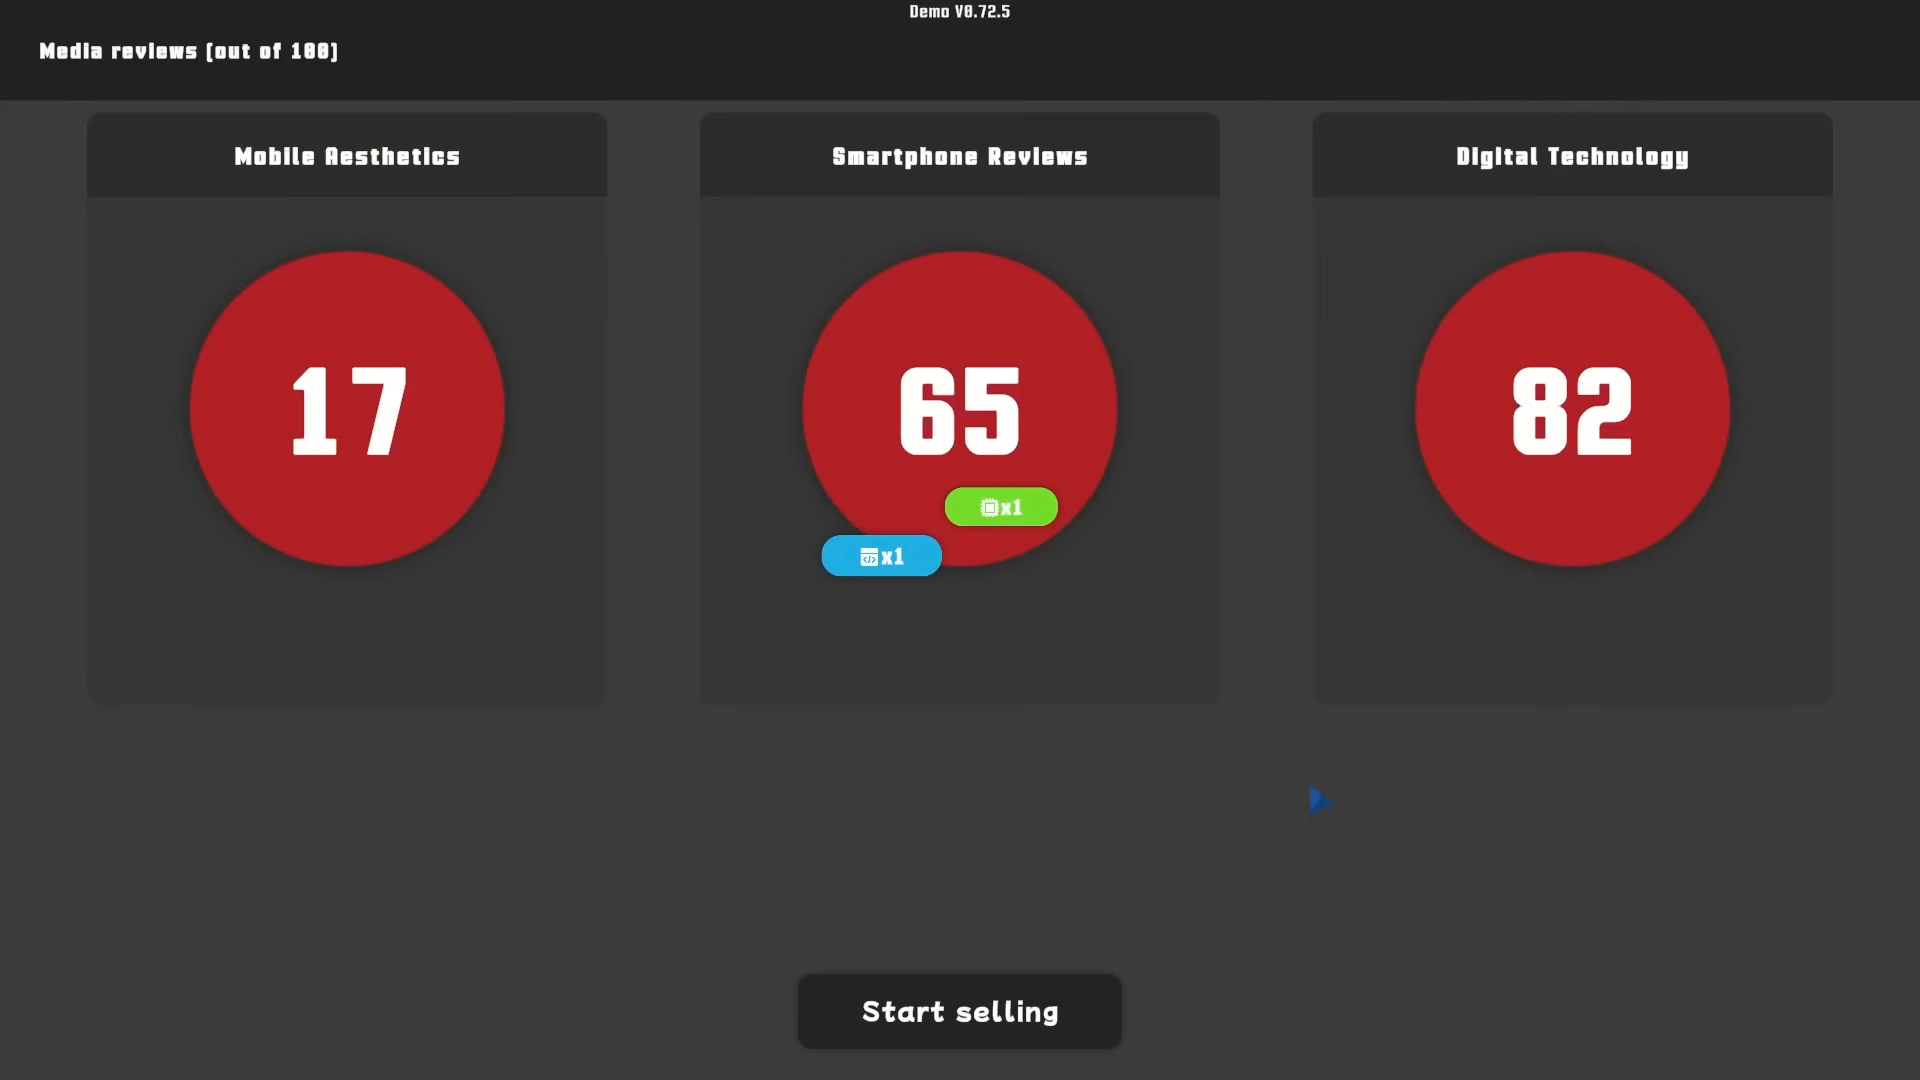 Demo V0.72.5
Media reviews (out of 100)
Mobile Aesthetics
Smartphone Reviews
Digital Technology
17
65
82
x1
x1
Start selling